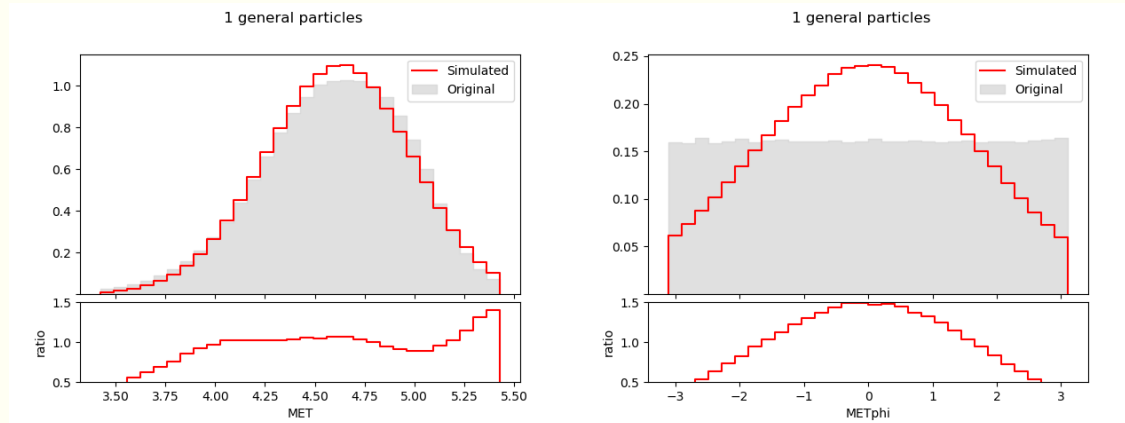 1 general particles
Simulated
Original
1.0
0.8
0.6
0.4
0.2
1.5
1.0
0.5
ratio
3.50 3.75 4.00 4.25 4.50 4.75 5.00 5.25 5.50
MET
1 general particles
Simulated
Original
0.25
0.20
0.15
0.10
0.05
1.5
1.0
0.5
ratio
−3 −2 −1 0 1 2 3
METphi